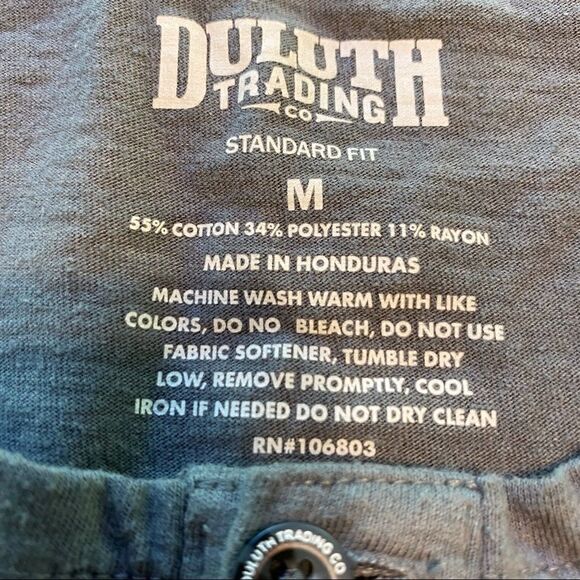 DULUTH
TRADING
CO
STANDARD FIT
M
55% COTTON 34% POLYESTER 11% RAYON
MADE IN HONDURAS
MACHINE WASH WARM WITH LIKE
COLORS, DO NO BLEACH, DO NOT USE
FABRIC SOFTENER, TUMBLE DRY
LOW, REMOVE PROMPTLY, COOL
IRON IF NEEDED DO NOT DRY CLEAN
RN#106803
DULUTH TRADING CO